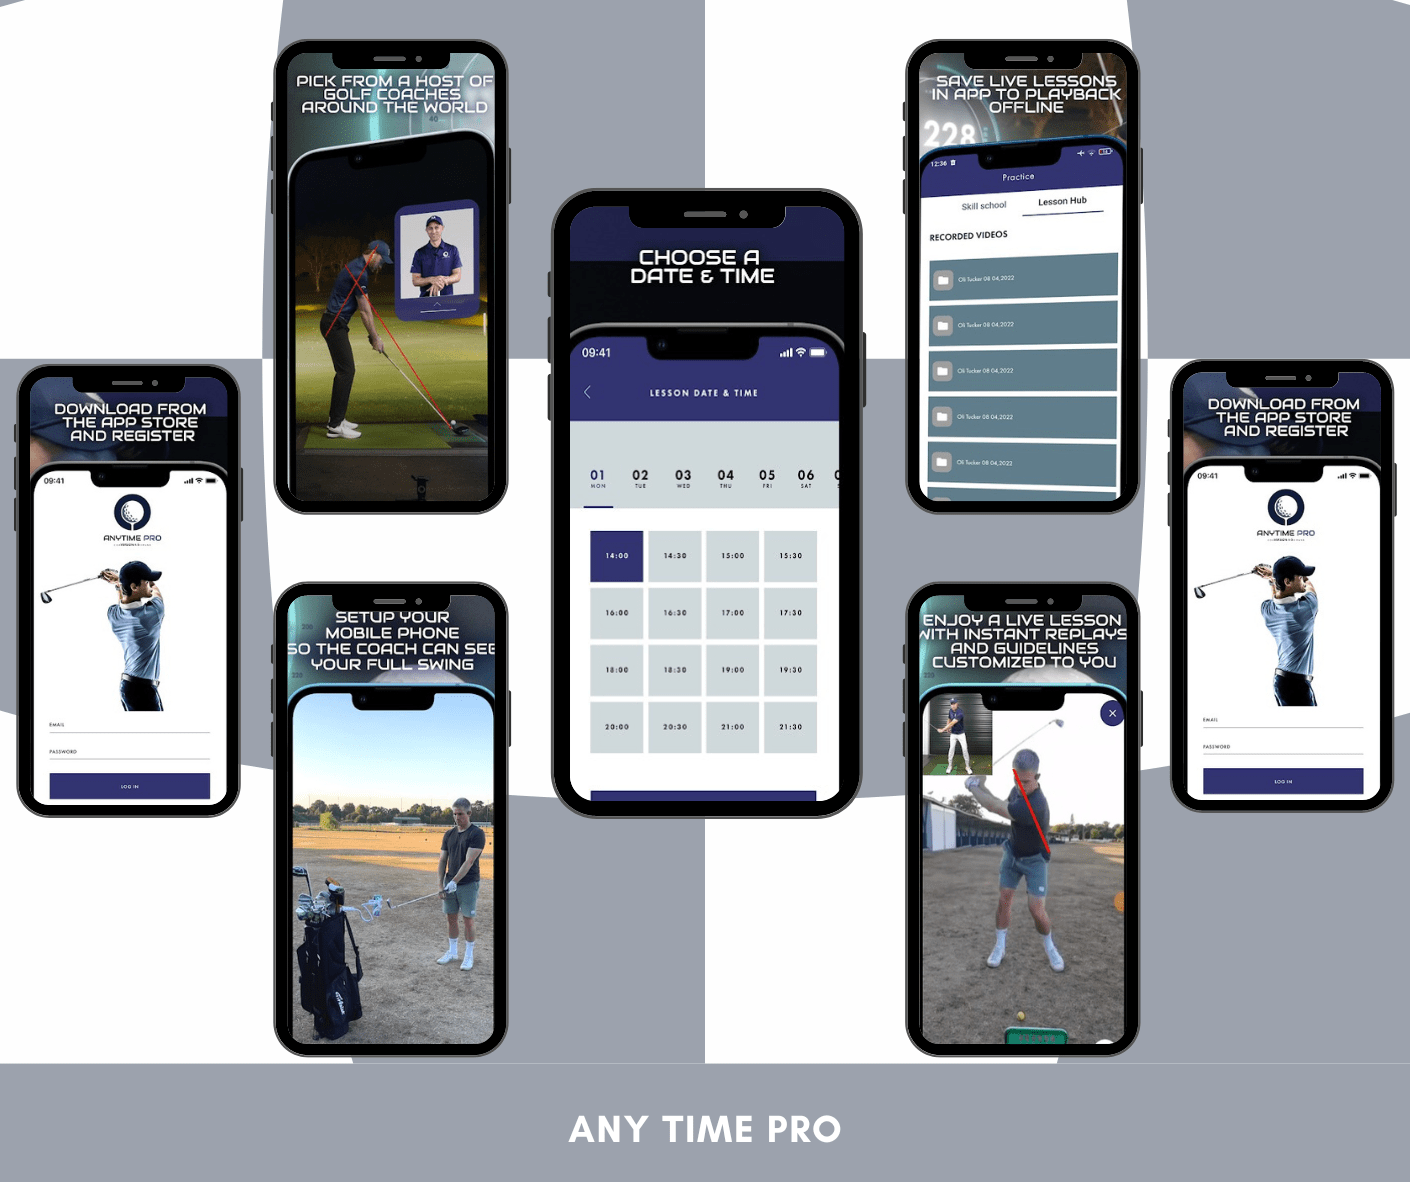 PICK FROM A HOST OF
GOLF COACHES
AROUND THE WORLD
SAVE LIVE LESSONS
IN APP TO PLAYBACK
OFFLINE
228
12:36
Practice
Skill school
Lesson Hub
RECORDED VIDEOS
Oli Tucker 08 04,2022
Oli Tucker 08 04,2022
Oli Tucker 08 04,2022
Oli Tucker 08 04,2022
Oli Tucker 08 04,2022
CHOOSE A
DATE & TIME
09:41
LESSON DATE & TIME
01 02 03 04 05 06
MON TUE WED THU FRI SAT
14:00 14:30 15:00 15:30
16:00 16:30 17:00 17:30
18:00 18:30 19:00 19:30
20:00 20:30 21:00 21:30
DOWNLOAD FROM
THE APP STORE
AND REGISTER
09:41
ANYTIME PRO
EMAIL
PASSWORD
LOG IN
DOWNLOAD FROM
THE APP STORE
AND REGISTER
09:41
ANYTIME PRO
EMAIL
PASSWORD
LOG IN
SETUP YOUR
MOBILE PHONE
SO THE COACH CAN SEE
YOUR FULL SWING
Titleist
ENJOY A LIVE LESSON
WITH INSTANT REPLAYS
AND GUIDELINES
CUSTOMIZED TO YOU
ANY TIME PRO